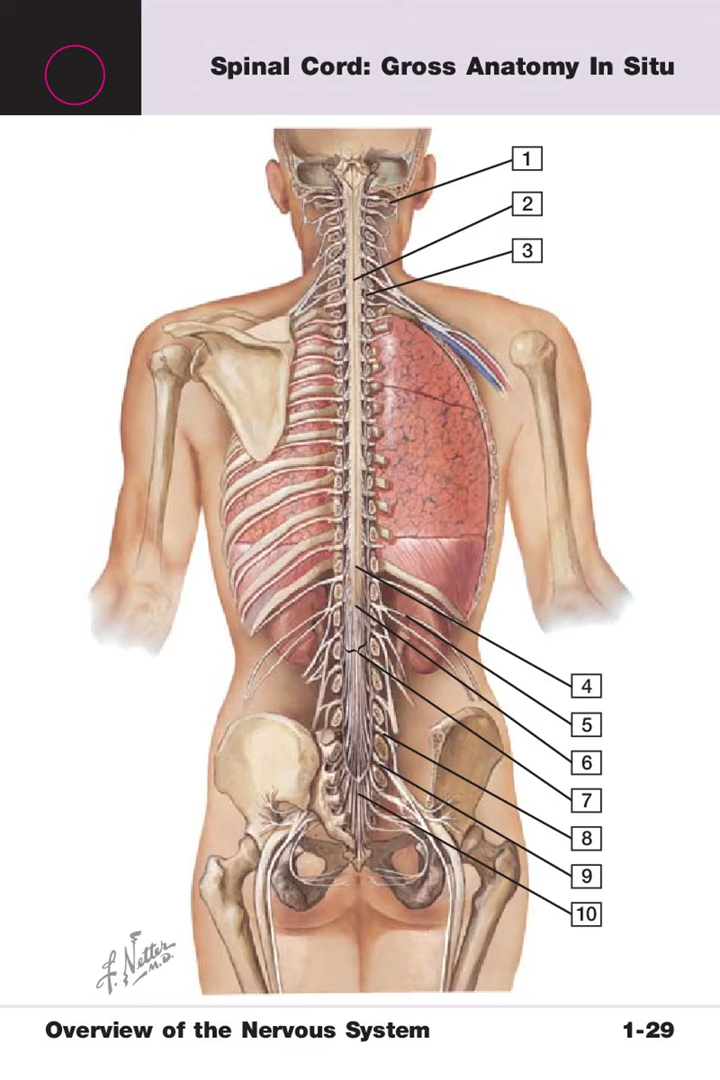 Spinal Cord: Gross Anatomy In Situ
1
2
3
4
5
6
7
8
9
10
F. Netter
M.D.
Overview of the Nervous System 1-29